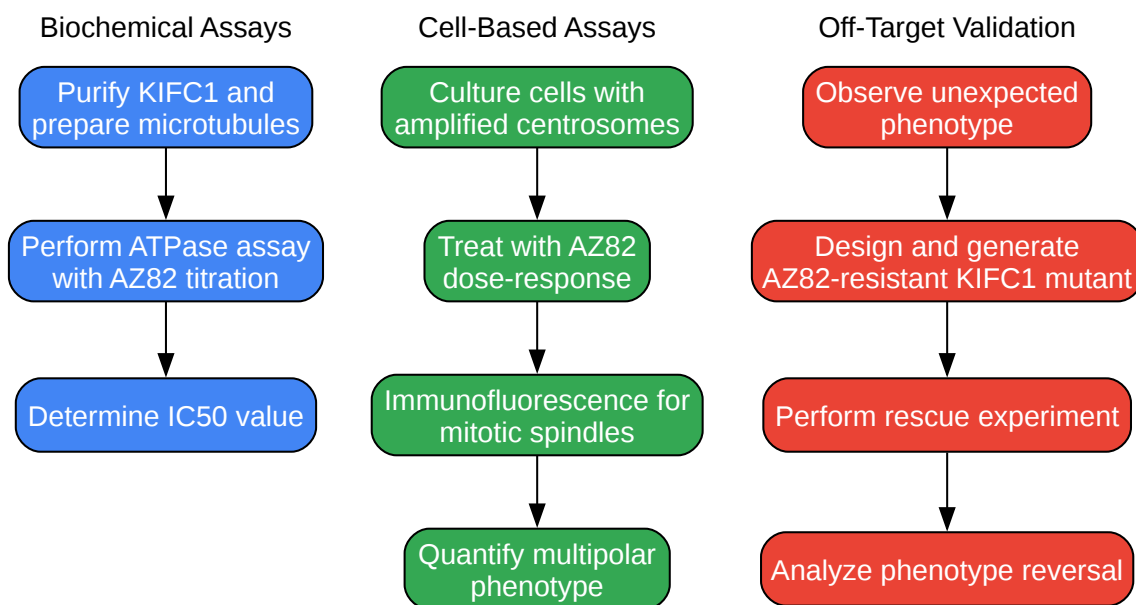 Biochemical Assays
Purify KIFC1 and
prepare microtubules
Perform ATPase assay
with AZ82 titration
Determine IC50 value
Cell-Based Assays
Culture cells with
amplified centrosomes
Treat with AZ82
dose-response
Immunofluorescence for
mitotic spindles
Quantify multipolar
phenotype
Off-Target Validation
Observe unexpected
phenotype
Design and generate
AZ82-resistant KIFC1 mutant
Perform rescue experiment
Analyze phenotype reversal